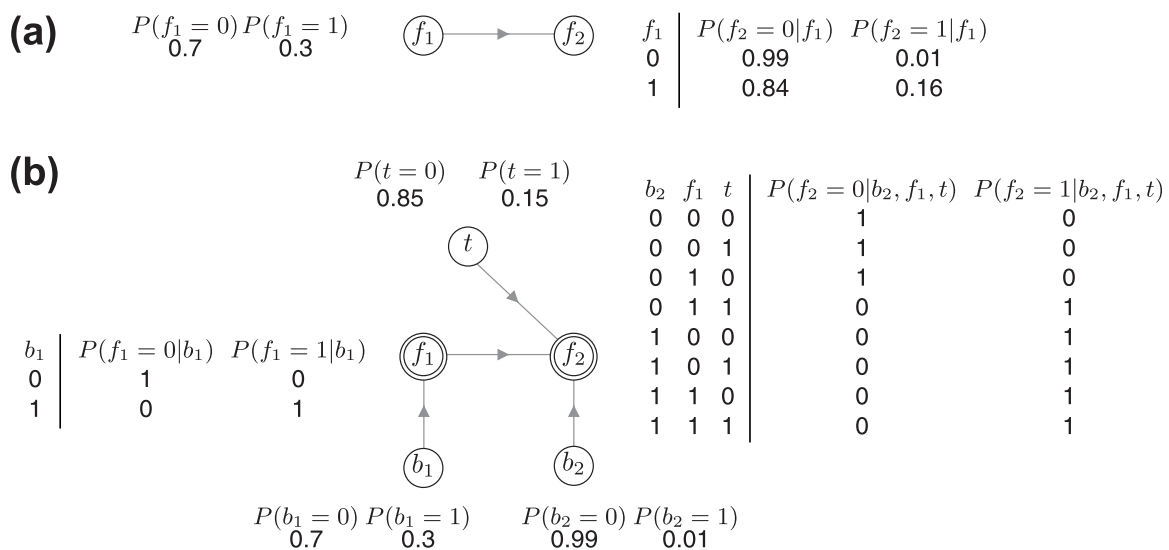 (a) P(f₁ = 0) P(f₁ = 1)
0.7 0.3
f₁ f₂
f₁ P(f₂ = 0|f₁) P(f₂ = 1|f₁)
0 0.99 0.01
1 0.84 0.16
(b) P(t = 0) P(t = 1)
0.85 0.15
t
b₂ f₁ t P(f₂ = 0|b₂, f₁, t) P(f₂ = 1|b₂, f₁, t)
0 0 0 1 0
0 0 1 1 0
0 1 0 1 0
0 1 1 0 1
1 0 0 0 1
1 0 1 0 1
1 1 0 0 1
1 1 1 0 1
b₁ P(f₁ = 0|b₁) P(f₁ = 1|b₁)
0 1 0
1 0 1
f₁ f₂
b₁ b₂
P(b₁ = 0) P(b₁ = 1) P(b₂ = 0) P(b₂ = 1)
0.7 0.3 0.99 0.01